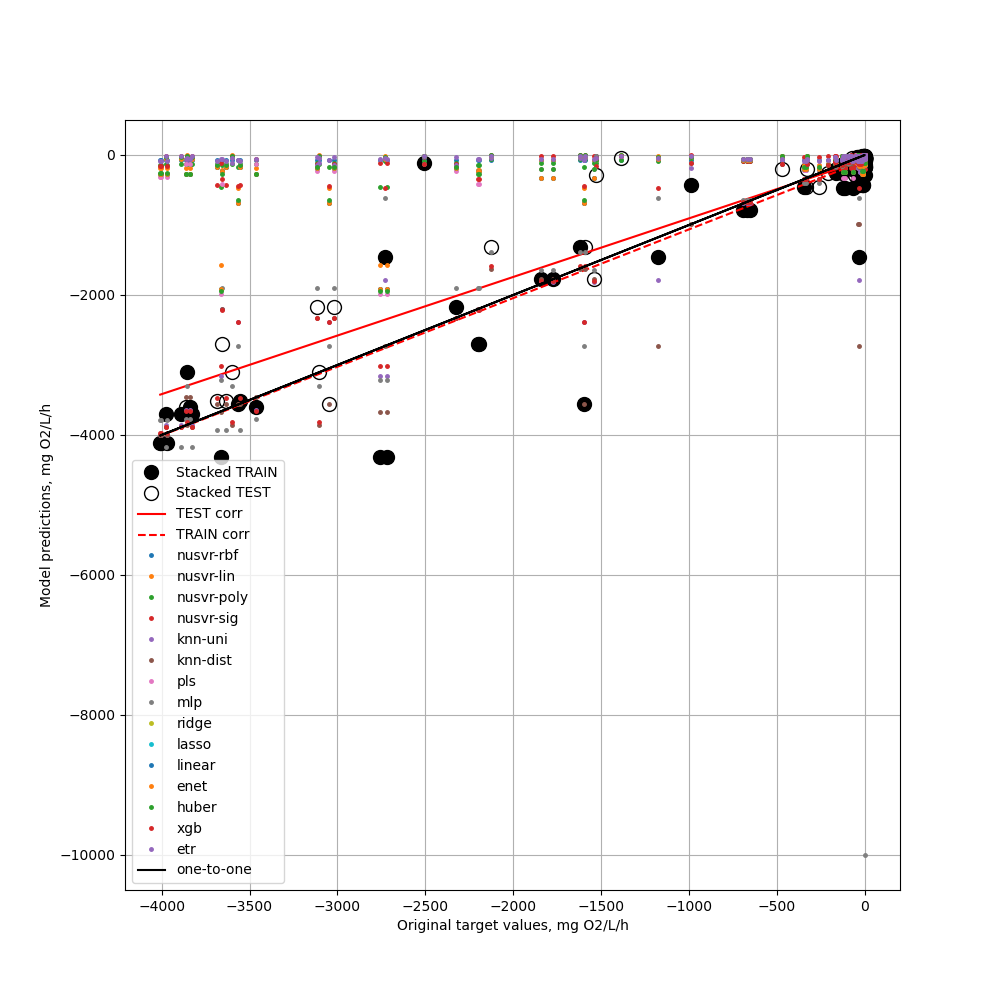 0
−2000
−4000
−6000
−8000
−10000
Model predictions, mg O2/L/h
Stacked TRAIN
Stacked TEST
TEST corr
TRAIN corr
nusvr-rbf
nusvr-lin
nusvr-poly
nusvr-sig
knn-uni
knn-dist
pls
mlp
ridge
lasso
linear
enet
huber
xgb
etr
one-to-one
−4000 −3500 −3000 −2500 −2000 −1500 −1000 −500 0
Original target values, mg O2/L/h